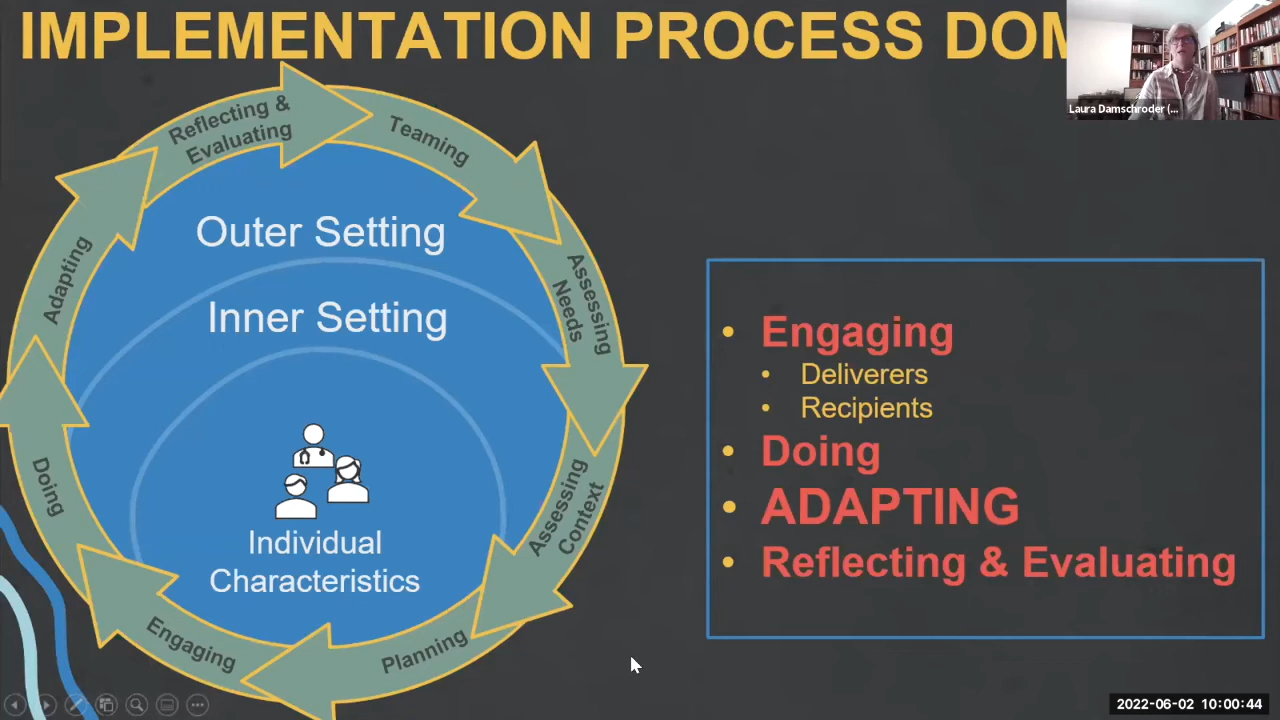 IMPLEMENTATION PROCESS DOM
Laura Damschroder (...
Reflecting &
Evaluating
Teaming
Assessing
Needs
Assessing
Context
Planning
Engaging
Doing
Adapting
Outer Setting
Inner Setting
Individual
Characteristics
• Engaging
• Deliverers
• Recipients
• Doing
• ADAPTING
• Reflecting & Evaluating
2022-06-02 10:00:44